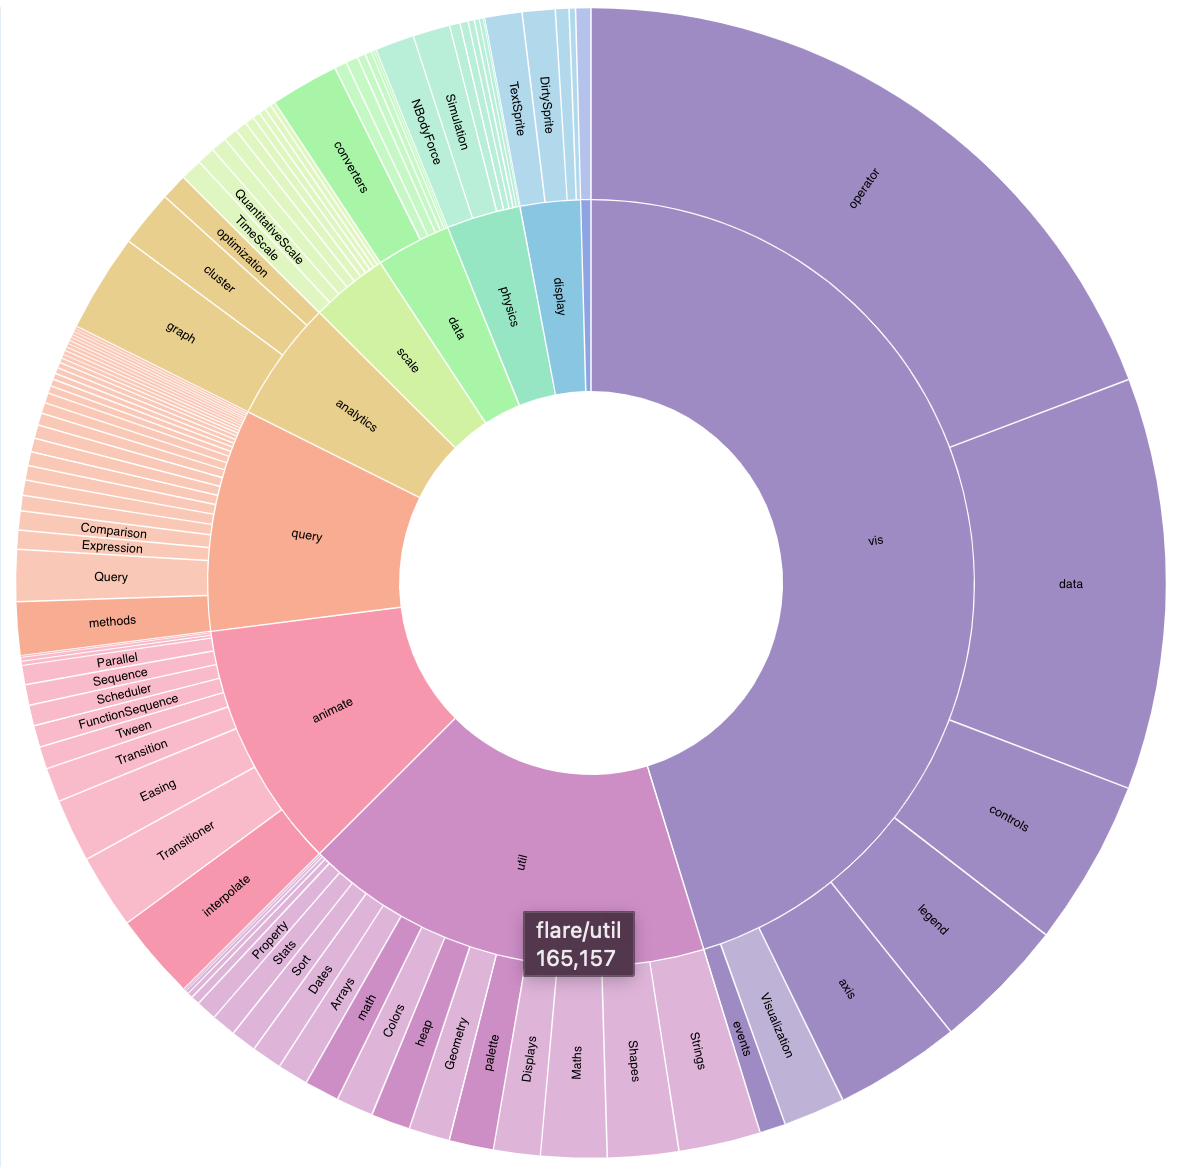 TextSprite
DirtySprite
NBodyForce
Simulation
converters
operator
QuantitativeScale
TimeScale
optimization
cluster
graph
display
physics
data
scale
analytics
vis
data
query
Comparison
Expression
Query
methods
Parallel
Sequence
Scheduler
FunctionSequence
Tween
Transition
Easing
Transitioner
interpolate
animate
util
controls
legend
axis
flare/util
165,157
Property
Stats
Sort
Dates
Arrays
math
Colors
heap
Geometry
palette
Displays
Maths
Shapes
Strings
events
Visualization